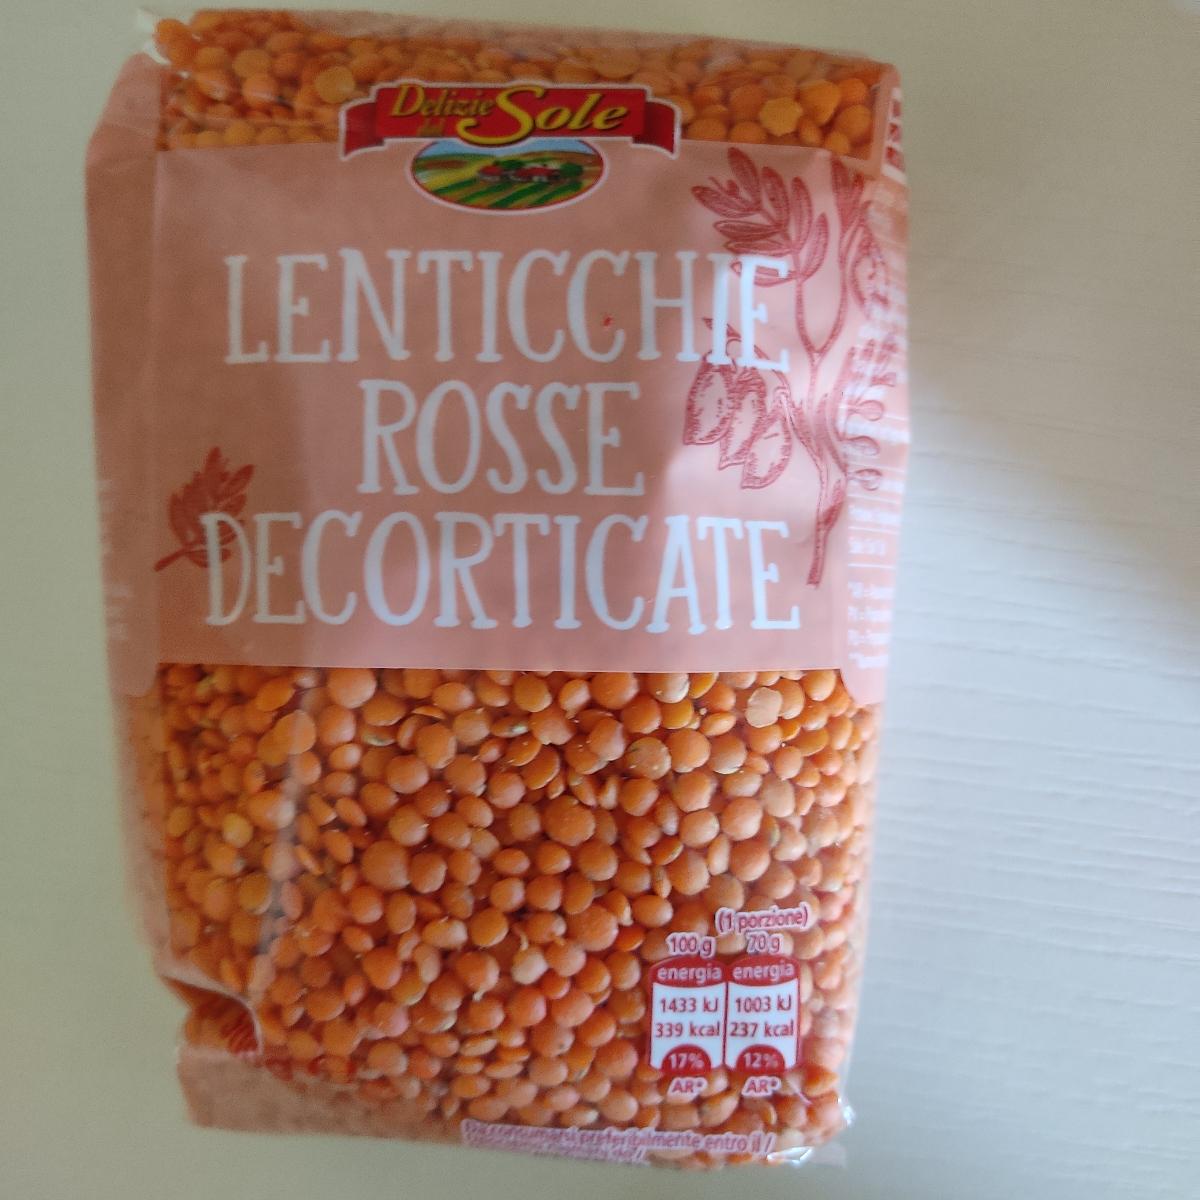 Delizie del Sole
LENTICCHIE
ROSSE
DECORTICATE
(1 porzione)
100 g 70 g
energia energia
1433 kJ 1003 kJ
339 kcal 237 kcal
17% 12%
AR* AR*
Da consumarsi preferibilmente entro il /